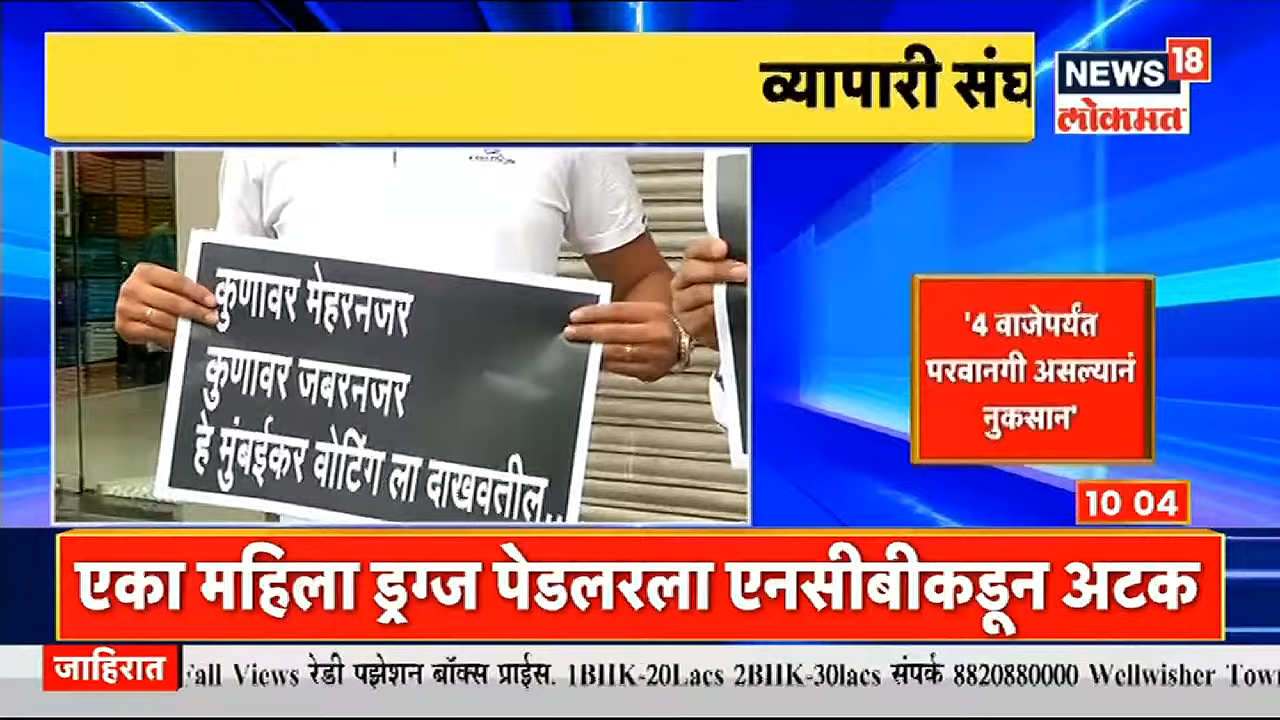 व्यापारी संघ
NEWS 18
लोकमत
कुणावर मेहरनजर
कुणावर जबरनजर
हे मुंबईकर वोटिंग ला दाखवतील..
'4 वाजेपर्यंत
परवानगी असल्यानं
नुकसान'
10 04
एका महिला ड्रग्ज पेडलरला एनसीबीकडून अटक
जाहिरात
Fall Views रेडी पझेशन बॉक्स प्राईस. 1BHK-20Lacs 2BHK-30lacs संपर्क 8820880000 Wellwisher Town